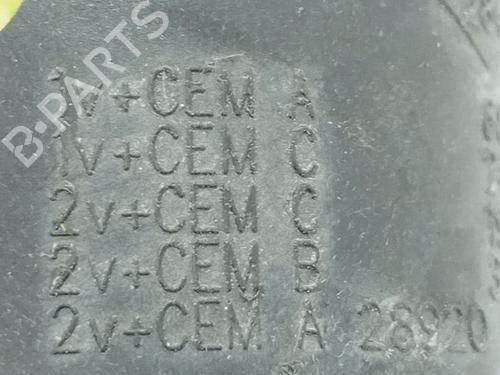 B-PARTS
1v+CEM A
1v+CEM C
2v+CEM C
2v+CEM B
2v+CEM A 28920